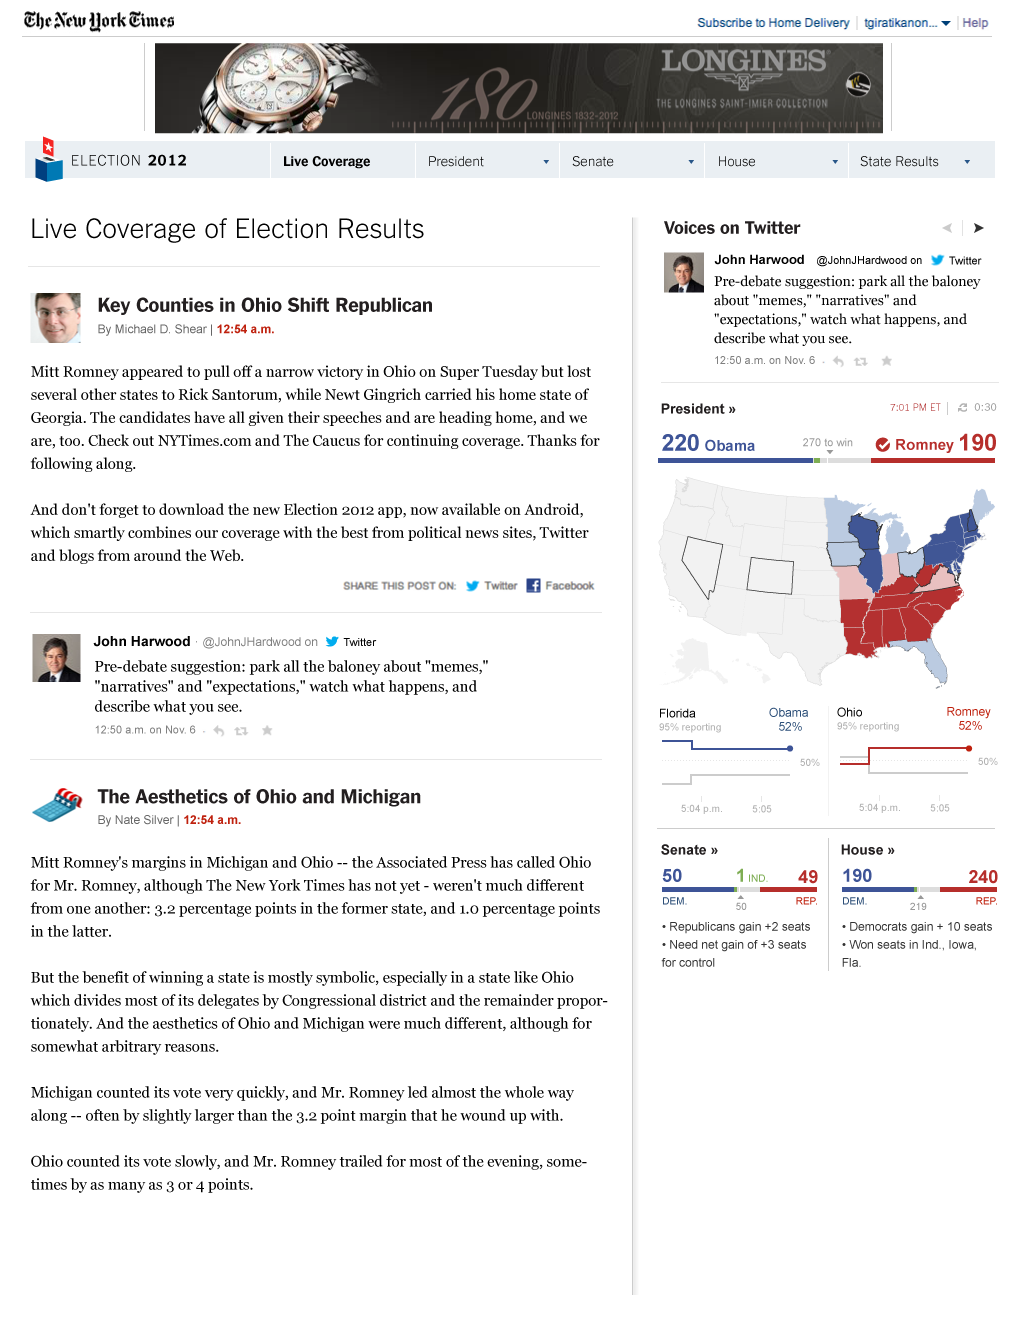 The New York Times
Subscribe to Home Delivery
tgiratikanon...
Help
LONGINES
180
LONGINES 1832-2012
THE LONGINES SAINT-IMIER COLLECTION
ELECTION 2012
Live Coverage
President
Senate
House
State Results
Live Coverage of Election Results
Key Counties in Ohio Shift Republican
By Michael D. Shear | 12:54 a.m.
Mitt Romney appeared to pull off a narrow victory in Ohio on Super Tuesday but lost
several other states to Rick Santorum, while Newt Gingrich carried his home state of
Georgia. The candidates have all given their speeches and are heading home, and we
are, too. Check out NYTimes.com and The Caucus for continuing coverage. Thanks for
following along.
And don't forget to download the new Election 2012 app, now available on Android,
which smartly combines our coverage with the best from political news sites, Twitter
and blogs from around the Web.
SHARE THIS POST ON: Twitter Facebook
John Harwood · @JohnJHardwood on Twitter
Pre-debate suggestion: park all the baloney about "memes,"
"narratives" and "expectations," watch what happens, and
describe what you see.
12:50 a.m. on Nov. 6
The Aesthetics of Ohio and Michigan
By Nate Silver | 12:54 a.m.
Mitt Romney's margins in Michigan and Ohio -- the Associated Press has called Ohio
for Mr. Romney, although The New York Times has not yet - weren't much different
from one another: 3.2 percentage points in the former state, and 1.0 percentage points
in the latter.
But the benefit of winning a state is mostly symbolic, especially in a state like Ohio
which divides most of its delegates by Congressional district and the remainder propor-
tionately. And the aesthetics of Ohio and Michigan were much different, although for
somewhat arbitrary reasons.
Michigan counted its vote very quickly, and Mr. Romney led almost the whole way
along -- often by slightly larger than the 3.2 point margin that he wound up with.
Ohio counted its vote slowly, and Mr. Romney trailed for most of the evening, some-
times by as many as 3 or 4 points.
Voices on Twitter
John Harwood @JohnJHardwood on Twitter
Pre-debate suggestion: park all the baloney
about "memes," "narratives" and
"expectations," watch what happens, and
describe what you see.
12:50 a.m. on Nov. 6
President »
7:01 PM ET
0:30
220 Obama
270 to win
Romney 190
Florida
Obama
95% reporting
52%
50%
5:04 p.m.
5:05
Ohio
Romney
95% reporting
52%
50%
5:04 p.m.
5:05
Senate »
50
1 IND.
49
DEM.
50
REP.
• Republicans gain +2 seats
• Need net gain of +3 seats
for control
House »
190
240
DEM.
219
REP.
• Democrats gain + 10 seats
• Won seats in Ind., Iowa,
Fla.